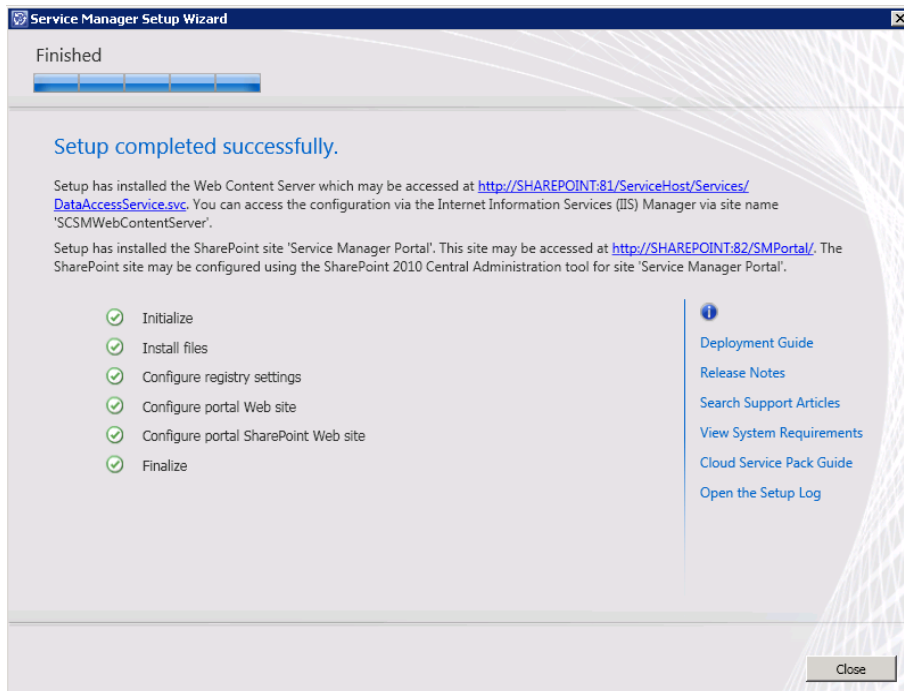 Service Manager Setup Wizard
Finished
Setup completed successfully.
Setup has installed the Web Content Server which may be accessed at http://SHAREPOINT:81/ServiceHost/Services/
DataAccessService.svc. You can access the configuration via the Internet Information Services (IIS) Manager via site name
'SCSMWebContentServer'.
Setup has installed the SharePoint site 'Service Manager Portal'. This site may be accessed at http://SHAREPOINT:82/SMPortal/. The
SharePoint site may be configured using the SharePoint 2010 Central Administration tool for site 'Service Manager Portal'.
Initialize
Install files
Configure registry settings
Configure portal Web site
Configure portal SharePoint Web site
Finalize
Deployment Guide
Release Notes
Search Support Articles
View System Requirements
Cloud Service Pack Guide
Open the Setup Log
Close